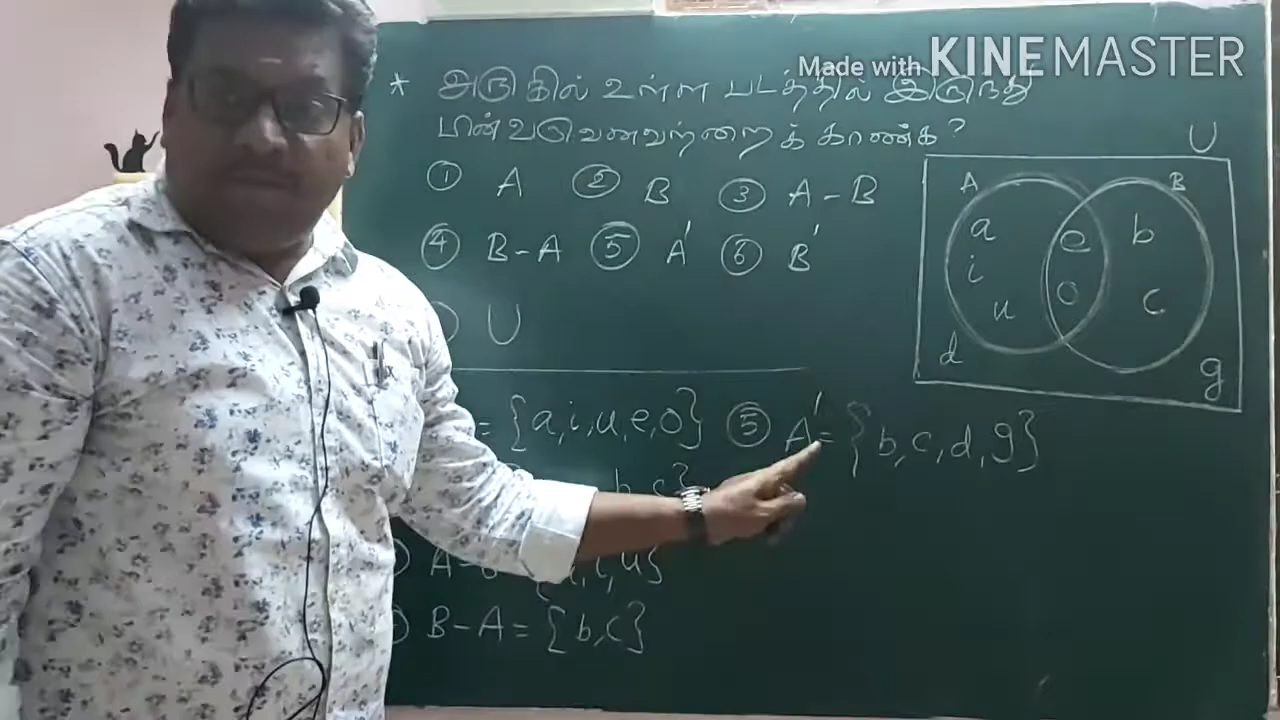 Made with KINEMASTER
* அருகில் உள்ள படத்தில் இருந்து
பின்வருவனவற்றைக் காண்க?
① A ② B ③ A - B
④ B - A ⑤ A' ⑥ B'
U
U
A B
a e b
i o c
u
d g
= {a, i, u, e, o} ⑤ A' = {b, c, d, g}
b, c}
i, u}
B - A = {b, c}